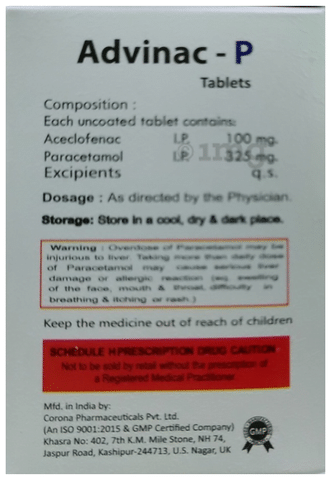 Advinac - P
Tablets
Composition :
Each uncoated tablet contains:
Aceclofenac I.P. 100 mg.
Paracetamol I.P. 325 mg.
Excipients q.s.
Dosage : As directed by the Physician.
Storage: Store in a cool, dry & dark place.
Warning : Overdose of Paracetamol may be
injurious to liver. Taking more than daily dose
of Paracetamol may cause serious liver
damage or allergic reaction (eg. swelling
of the face, mouth & throat, difficulty in
breathing & itching or rash.)
Keep the medicine out of reach of children
SCHEDULE H PRESCRIPTION DRUG CAUTION
Not to be sold by retail without the prescription of
a Registered Medical Practitioner.
Mfd. in India by:
Corona Pharmaceuticals Pvt. Ltd.
(An ISO 9001:2015 & GMP Certified Company)
Khasra No: 402, 7th K.M. Mile Stone, NH 74,
Jaspur Road, Kashipur-244713, U.S. Nagar, UK
GMP